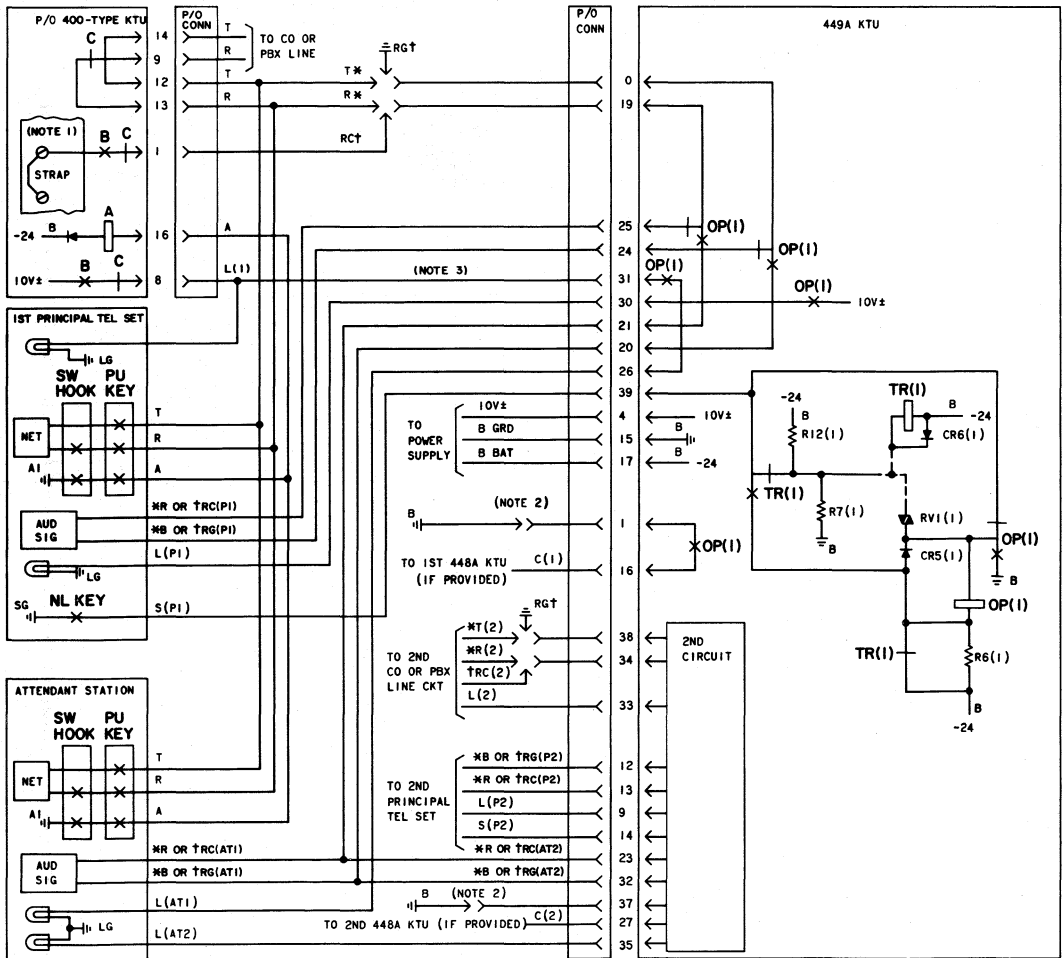 P/O 400-TYPE KTU
P/O
CONN
C
14
9
12
13
T
R
TO CO OR
PBX LINE
T
R
T*
R*
RG†
(NOTE 1)
B
C
1
RC†
STRAP
A
-24
B
16
A
10V±
B
C
8
L(1)
(NOTE 3)
1ST PRINCIPAL TEL SET
LG
SW
HOOK
PU
KEY
T
R
A
NET
A1
AUD
SIG
*R OR †RC(P1)
*B OR †RG(P1)
L(P1)
LG
NL KEY
SG
S(P1)
ATTENDANT STATION
SW
HOOK
PU
KEY
T
R
A
NET
A1
AUD
SIG
*R OR †RC(AT1)
*B OR †RG(AT1)
L(AT1)
LG
L(AT2)
P/O
CONN
449A KTU
0
19
25
OP(1)
24
OP(1)
OP(1)
31
OP(1)
30
10V±
21
20
26
39
TO
POWER
SUPPLY
10V±
4
10V±
B GRD
15
B
B BAT
17
B
-24
(NOTE 2)
B
1
OP(1)
TO 1ST 448A KTU
(IF PROVIDED)
C(1)
16
RG†
TO 2ND
CO OR PBX
LINE CKT
*T(2)
38
*R(2)
34
†RC(2)
L(2)
33
2ND
CIRCUIT
TO 2ND
PRINCIPAL
TEL SET
*B OR †RG(P2)
12
*R OR †RC(P2)
13
L(P2)
9
S(P2)
14
*R OR †RC(AT2)
23
*B OR †RG(AT2)
32
B
(NOTE 2)
37
TO 2ND 448A KTU (IF PROVIDED)
C(2)
27
35
-24
B
R12(1)
TR(1)
B
-24
CR6(1)
TR(1)
R7(1)
B
RV1(1)
CR5(1)
OP(1)
B
OP(1)
TR(1)
R6(1)
B
-24